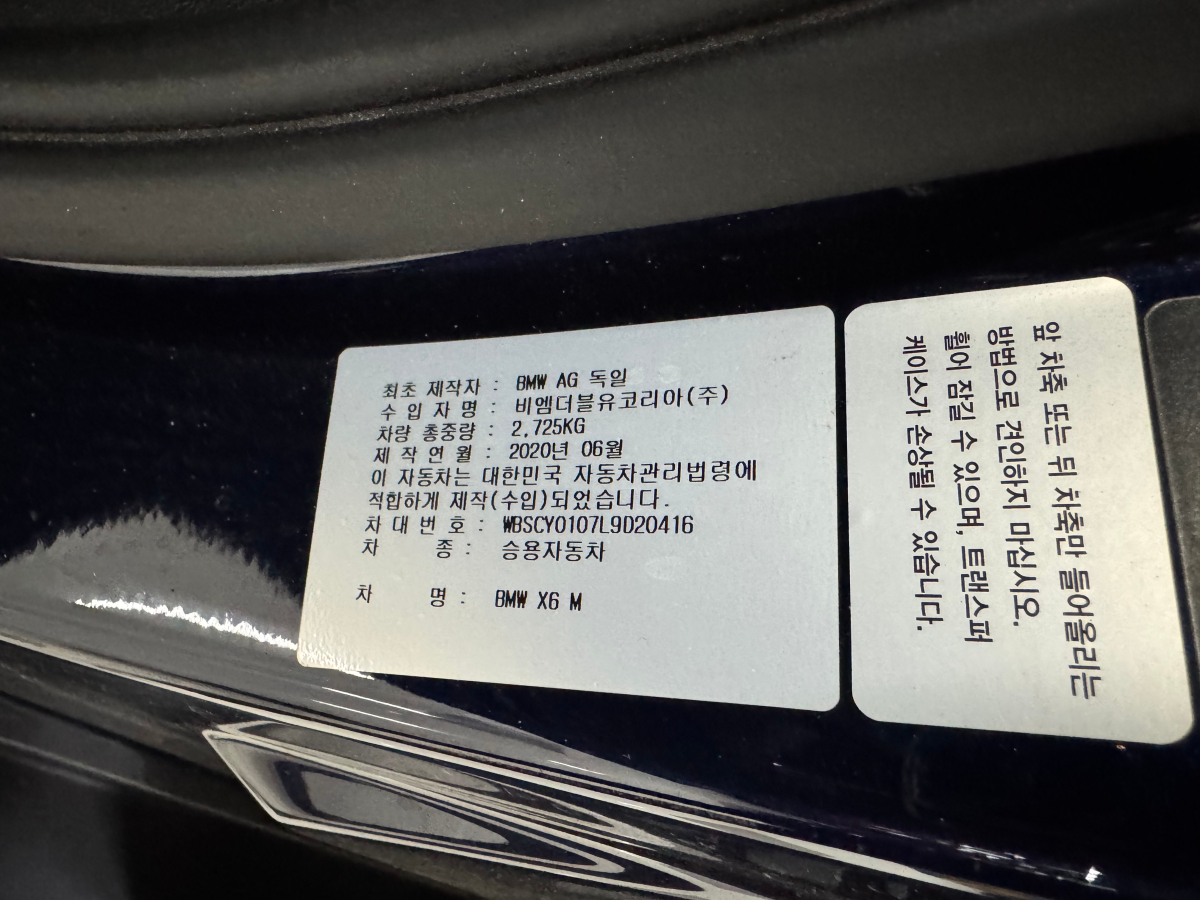 최초 제작자 : BMW AG 독일
수 입 자 명 : 비엠더블유코리아(주)
차량 총중량 : 2,725KG
제 작 연 월 : 2020년 06월
이 자동차는 대한민국 자동차관리법령에
적합하게 제작(수입)되었습니다.
차 대 번 호 : WBSCY0107L9D20416
차 종 : 승용자동차
차 명 : BMW X6 M
앞 차축 또는 뒤 차축만 들어올리는
방법으로 견인하지 마십시오.
휠이 잠길 수 있으며, 트랜스퍼
케이스가 손상될 수 있습니다.